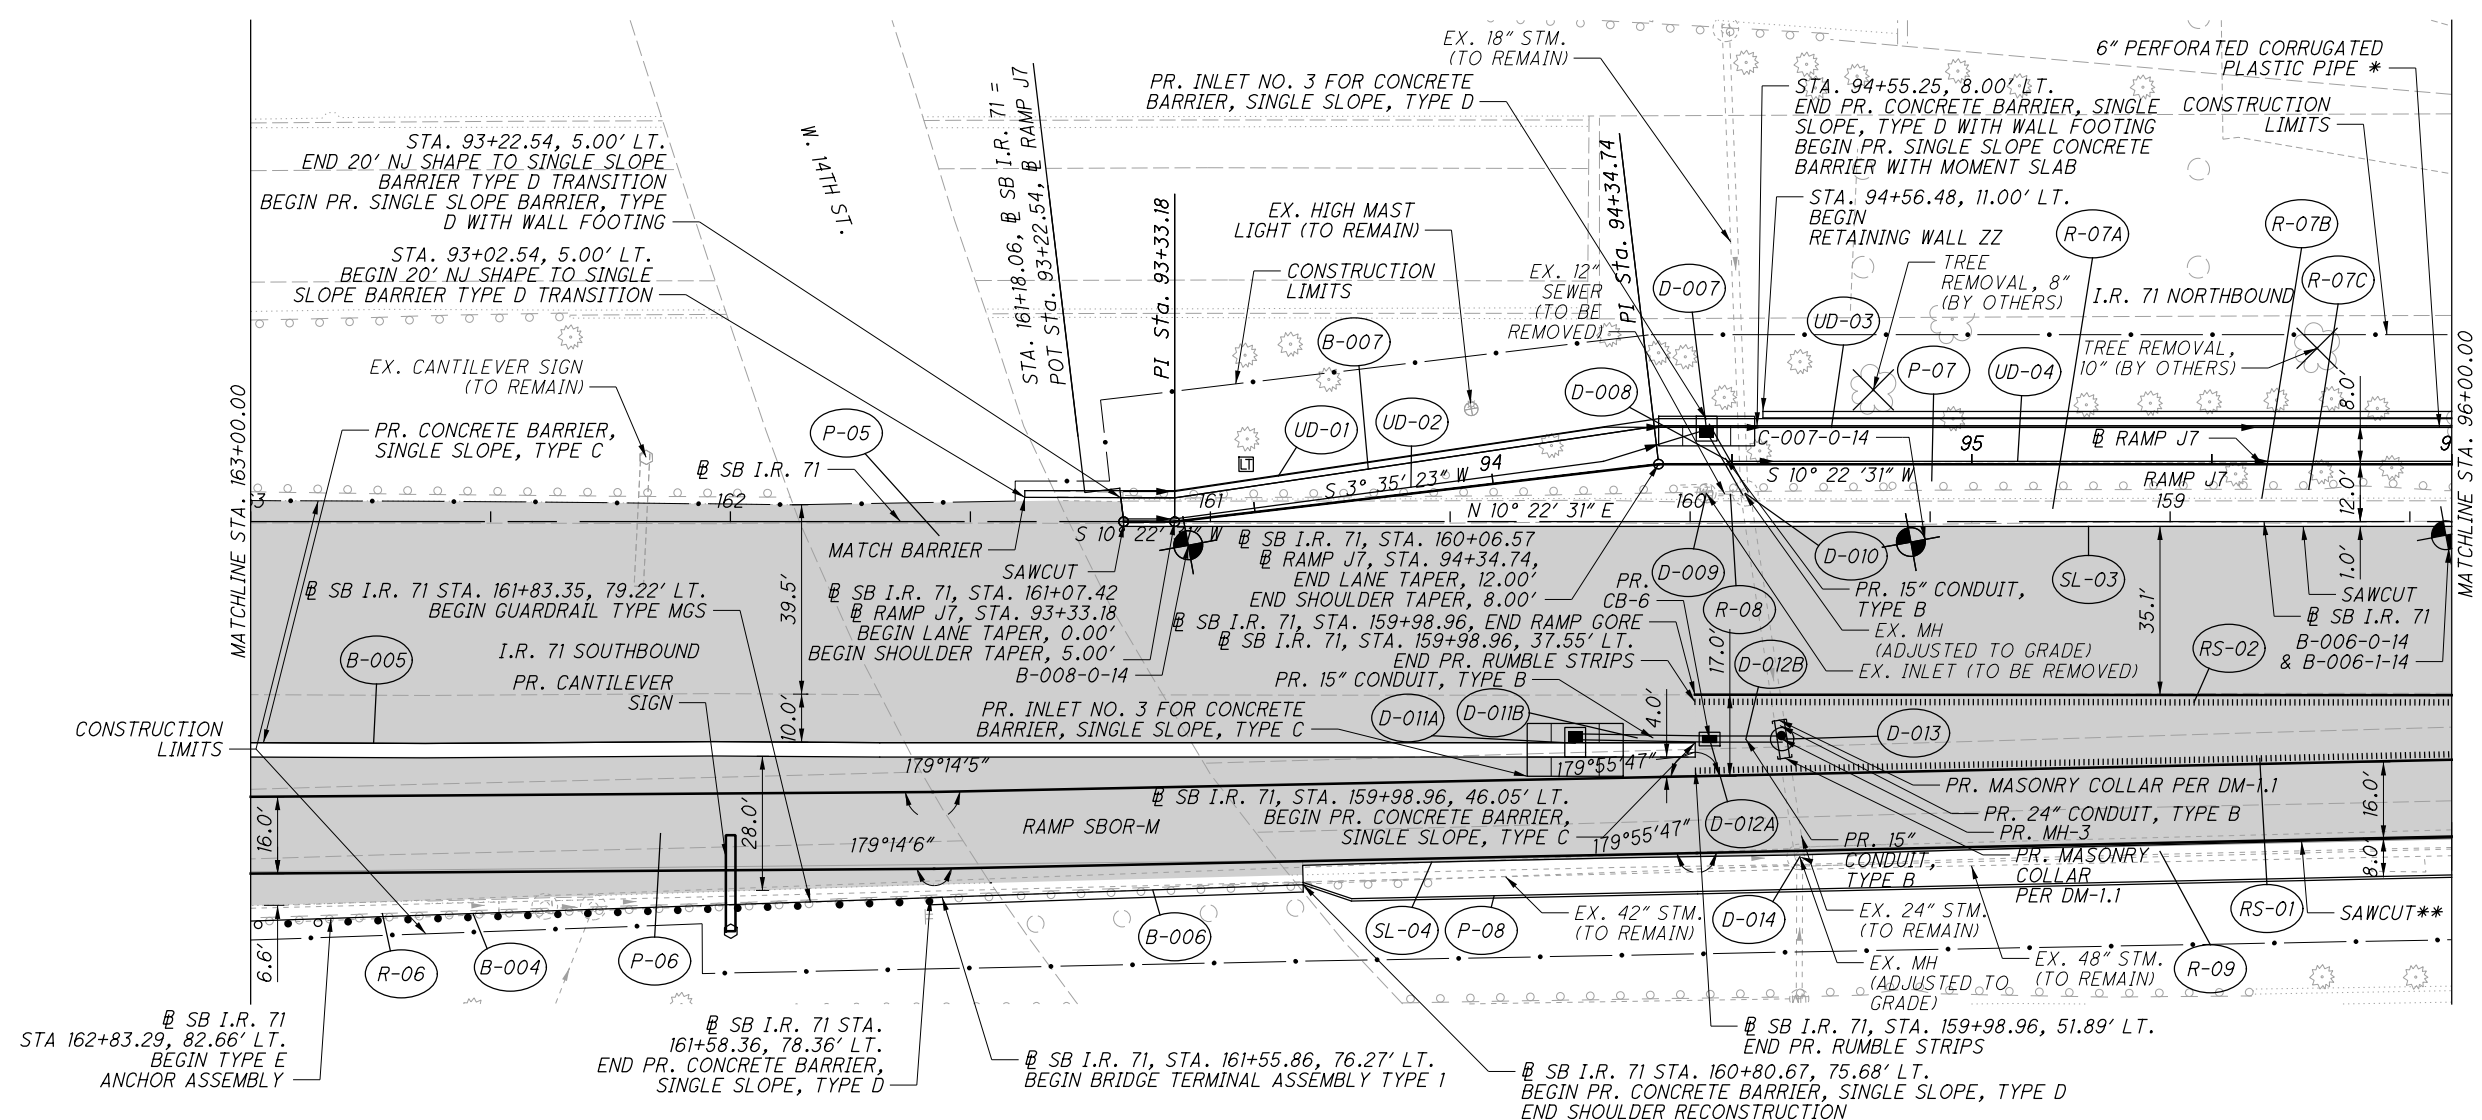 EX. 18" STM.
(TO REMAIN)
6" PERFORATED CORRUGATED
PLASTIC PIPE *
PR. INLET NO. 3 FOR CONCRETE
BARRIER, SINGLE SLOPE, TYPE D
STA. 94+55.25, 8.00' LT.
END PR. CONCRETE BARRIER, SINGLE
SLOPE, TYPE D WITH WALL FOOTING
BEGIN PR. SINGLE SLOPE CONCRETE
BARRIER WITH MOMENT SLAB
CONSTRUCTION
LIMITS
STA. 93+22.54, 5.00' LT.
END 20' NJ SHAPE TO SINGLE SLOPE
BARRIER TYPE D TRANSITION
BEGIN PR. SINGLE SLOPE BARRIER, TYPE
D WITH WALL FOOTING
W. 14TH ST.
STA. 161+18.06, ⅊ SB I.R. 71 =
POT Sta. 93+22.54, ⅊ RAMP J7
PI Sta. 93+33.18
PI Sta. 94+34.74
EX. HIGH MAST
LIGHT (TO REMAIN)
STA. 94+56.48, 11.00' LT.
BEGIN
RETAINING WALL ZZ
R-07A
R-07B
R-07C
STA. 93+02.54, 5.00' LT.
BEGIN 20' NJ SHAPE TO SINGLE
SLOPE BARRIER TYPE D TRANSITION
CONSTRUCTION
LIMITS
EX. 12"
SEWER
(TO BE
REMOVED)
D-007
TREE
REMOVAL, 8"
(BY OTHERS)
I.R. 71 NORTHBOUND
UD-03
B-007
TREE REMOVAL,
10" (BY OTHERS)
EX. CANTILEVER SIGN
(TO REMAIN)
D-008
P-07
UD-04
8.0'
MATCHLINE STA. 163+00.00
MATCHLINE STA. 96+00.00
PR. CONCRETE BARRIER,
SINGLE SLOPE, TYPE C
P-05
UD-01
UD-02
C-007-0-14
95
⅊ RAMP J7
9
⅊ SB I.R. 71
LT
S 3° 35' 23" W
94
S 10° 22 '31" W
RAMP J7
12.0'
3
162
161
160
159
N 10° 22' 31" E
S 10° 22' 31" W
MATCH BARRIER
SAWCUT
39.5'
⅊ SB I.R. 71, STA. 160+06.57
⅊ RAMP J7, STA. 94+34.74,
END LANE TAPER, 12.00'
END SHOULDER TAPER, 8.00'
D-010
D-009
SL-03
1.0'
⅊ SB I.R. 71 STA. 161+83.35, 79.22' LT.
BEGIN GUARDRAIL TYPE MGS
⅊ SB I.R. 71, STA. 161+07.42
⅊ RAMP J7, STA. 93+33.18
BEGIN LANE TAPER, 0.00'
BEGIN SHOULDER TAPER, 5.00'
B-008-0-14
PR.
CB-6
R-08
PR. 15" CONDUIT,
TYPE B
35.1'
SAWCUT
⅊ SB I.R. 71
B-006-0-14
& B-006-1-14
⅊ SB I.R. 71, STA. 159+98.96, END RAMP GORE
⅊ SB I.R. 71, STA. 159+98.96, 37.55' LT.
END PR. RUMBLE STRIPS
EX. MH
(ADJUSTED TO GRADE)
EX. INLET (TO BE REMOVED)
RS-02
B-005
I.R. 71 SOUTHBOUND
PR. CANTILEVER
SIGN
17.0'
D-012B
PR. 15" CONDUIT, TYPE B
CONSTRUCTION
LIMITS
10.0'
PR. INLET NO. 3 FOR CONCRETE
BARRIER, SINGLE SLOPE, TYPE C
D-011A
D-011B
4.0'
D-013
179°14'5"
179°55'47"
PR. MASONRY COLLAR PER DM-1.1
16.0'
28.0'
⅊ SB I.R. 71, STA. 159+98.96, 46.05' LT.
BEGIN PR. CONCRETE BARRIER,
SINGLE SLOPE, TYPE C
RAMP SBOR-M
179°14'6"
179°55'47"
D-012A
PR. 24" CONDUIT, TYPE B
PR. MH-3
PR. 15"
CONDUIT,
TYPE B
PR. MASONRY
COLLAR
PER DM-1.1
16.0'
8.0'
6.6'
R-06
B-004
P-06
B-006
SL-04
P-08
EX. 42" STM.
(TO REMAIN)
D-014
EX. 24" STM.
(TO REMAIN)
RS-01
SAWCUT**
EX. MH
(ADJUSTED TO
GRADE)
EX. 48" STM.
(TO REMAIN)
R-09
⅊ SB I.R. 71
STA 162+83.29, 82.66' LT.
BEGIN TYPE E
ANCHOR ASSEMBLY
⅊ SB I.R. 71 STA.
161+58.36, 78.36' LT.
END PR. CONCRETE BARRIER,
SINGLE SLOPE, TYPE D
⅊ SB I.R. 71, STA. 161+55.86, 76.27' LT.
BEGIN BRIDGE TERMINAL ASSEMBLY TYPE 1
⅊ SB I.R. 71, STA. 159+98.96, 51.89' LT.
END PR. RUMBLE STRIPS
⅊ SB I.R. 71 STA. 160+80.67, 75.68' LT.
BEGIN PR. CONCRETE BARRIER, SINGLE SLOPE, TYPE D
END SHOULDER RECONSTRUCTION